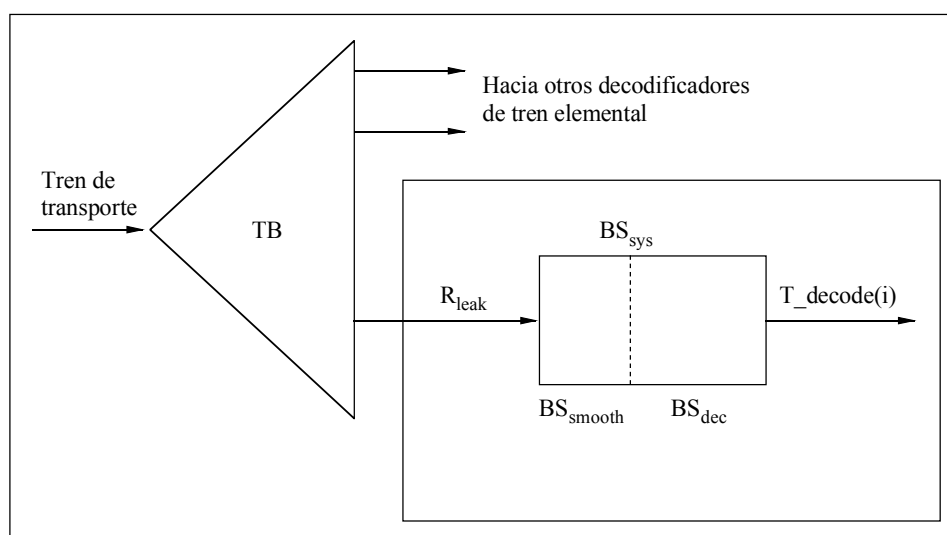 Hacia otros decodificadores
de tren elemental
Tren de
transporte
TB
BSsys
Rleak
T_decode(i)
BSsmooth
BSdec